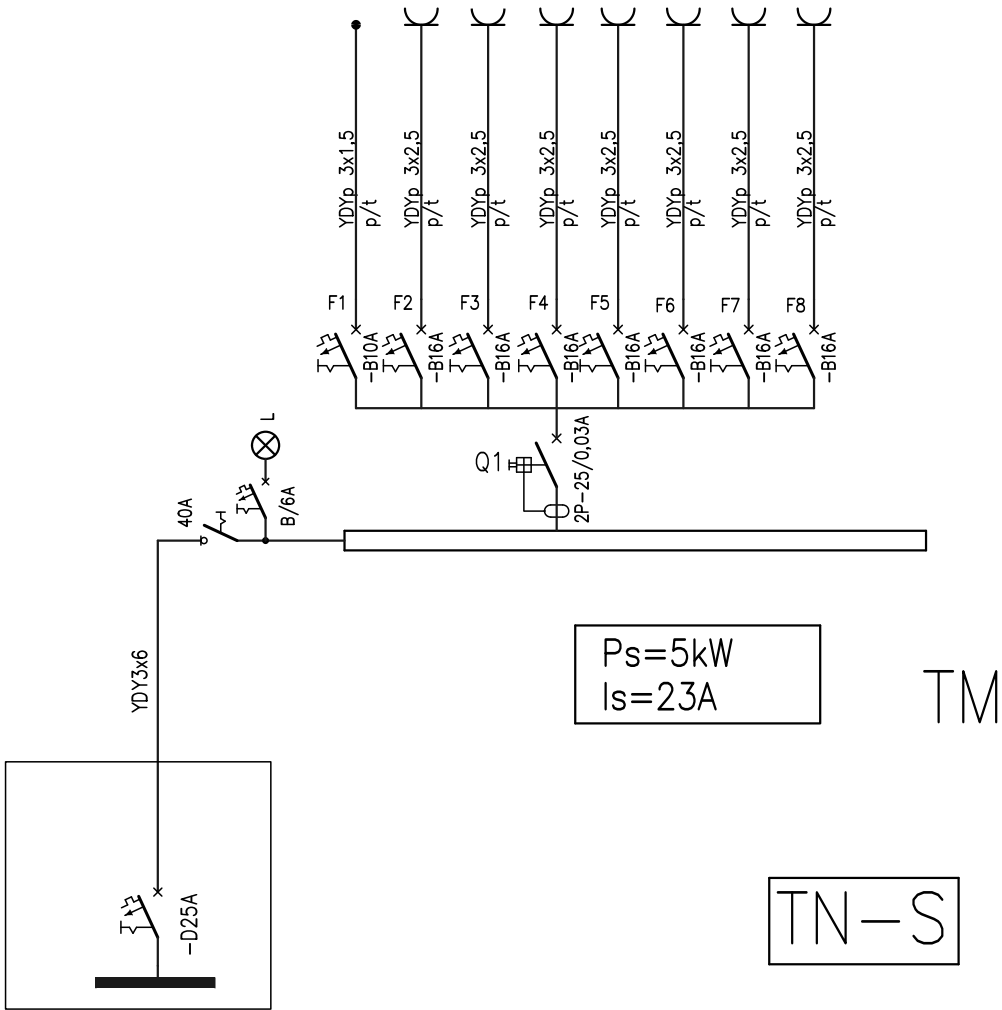 YDYp 3x1,5
p/t
YDYp 3x2,5
p/t
YDYp 3x2,5
p/t
YDYp 3x2,5
p/t
YDYp 3x2,5
p/t
YDYp 3x2,5
p/t
YDYp 3x2,5
p/t
YDYp 3x2,5
p/t
F1
F2
F3
F4
F5
F6
F7
F8
-B10A
-B16A
-B16A
-B16A
-B16A
-B16A
-B16A
-B16A
L
Q1
2P-25/0,03A
40A
B/6A
YDY3x6
Ps=5kW
Is=23A
TM
-D25A
TN-S